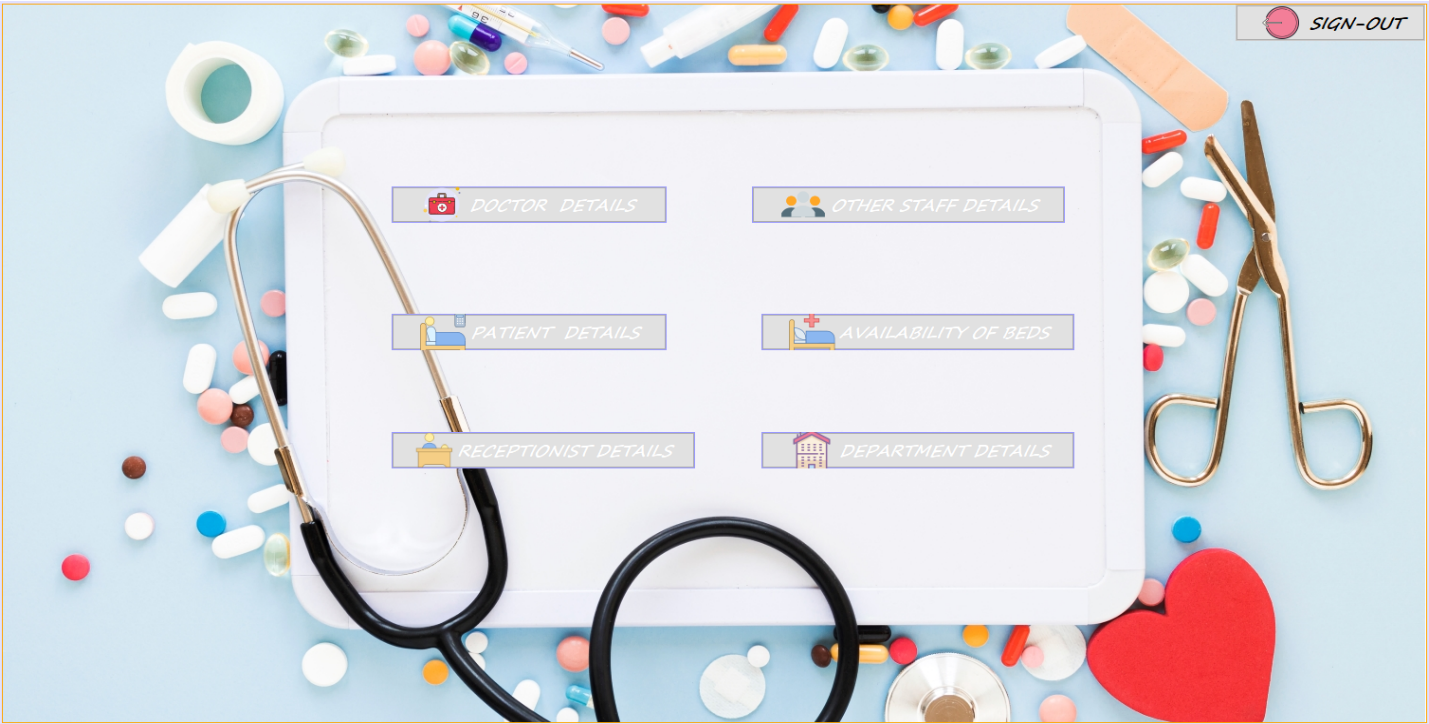 SIGN-OUT
DOCTOR DETAILS
OTHER STAFF DETAILS
PATIENT DETAILS
AVAILABILITY OF BEDS
RECEPTIONIST DETAILS
DEPARTMENT DETAILS